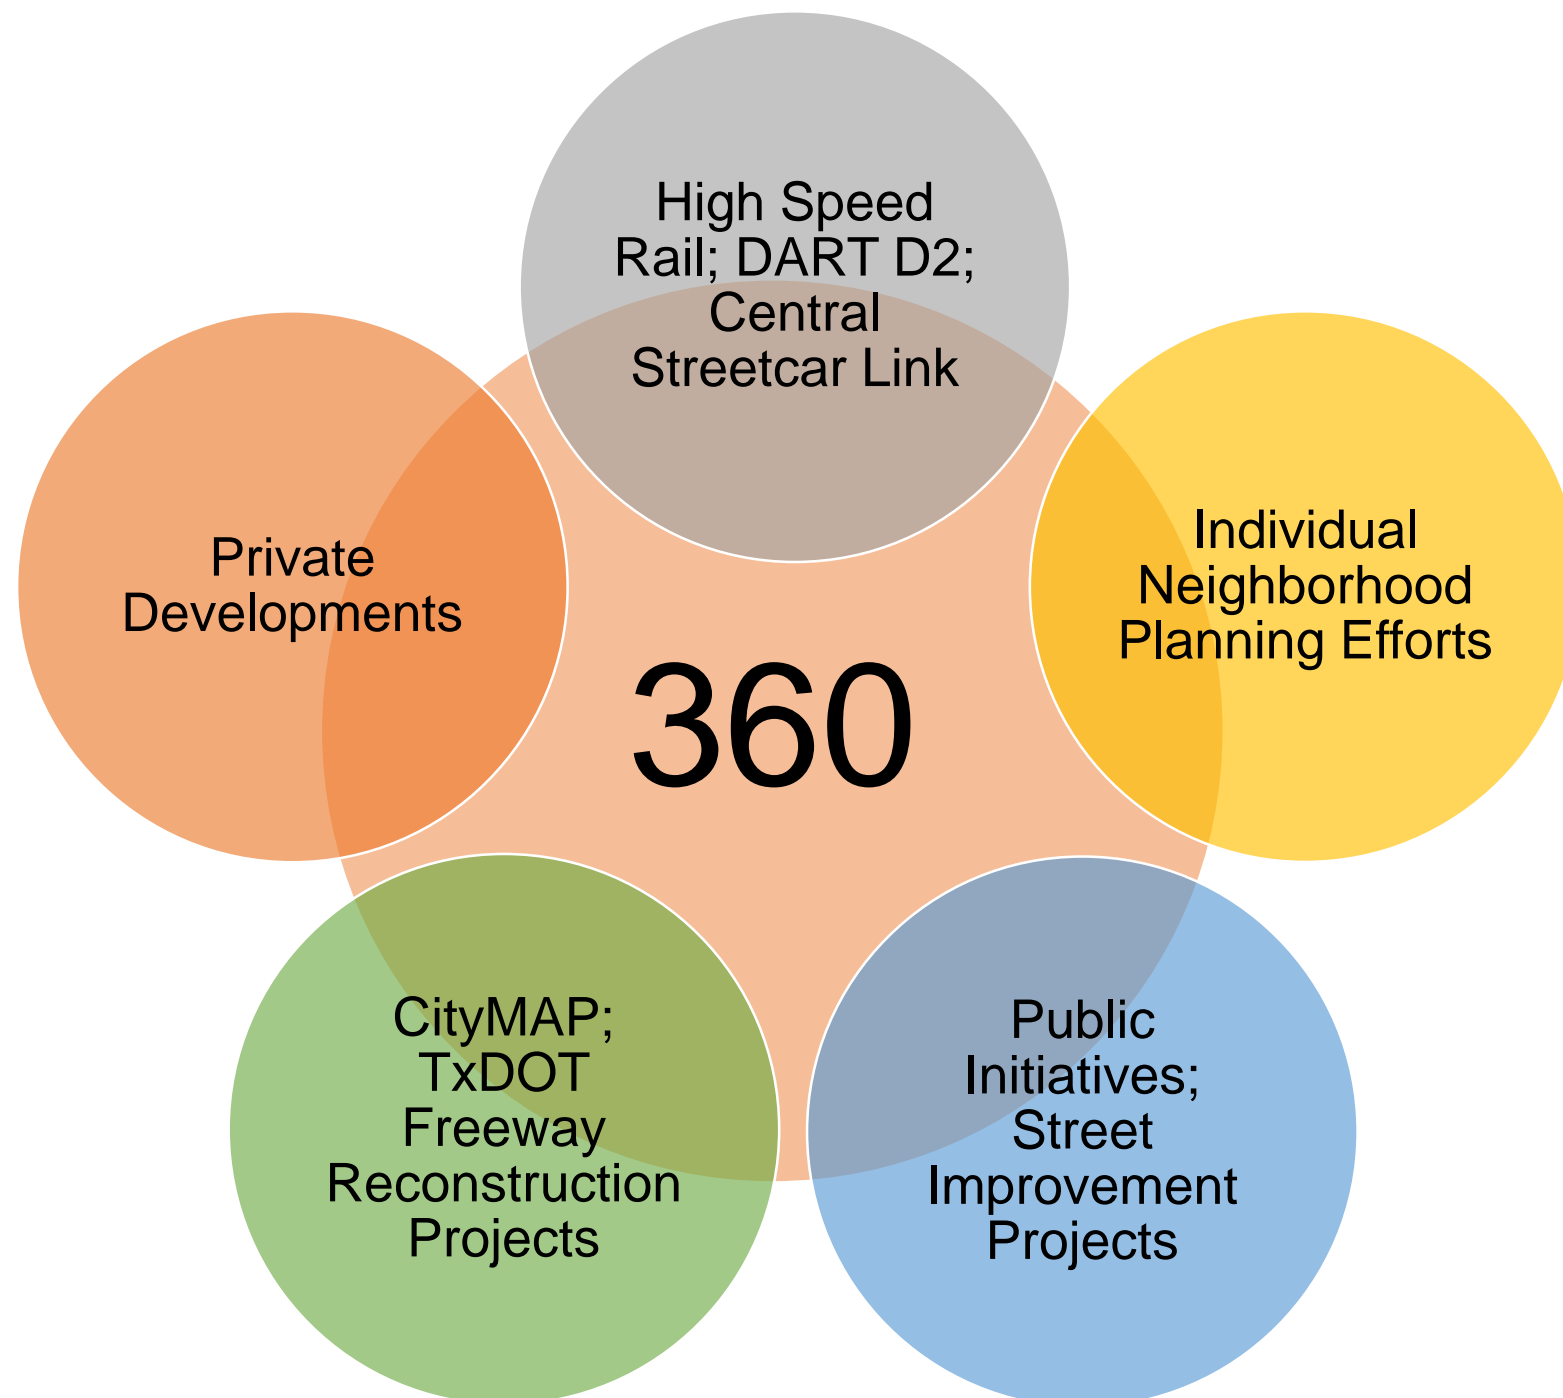 High Speed
Rail; DART D2;
Central
Streetcar Link
Individual
Neighborhood
Planning Efforts
Public
Initiatives;
Street
Improvement
Projects
CityMAP;
TxDOT
Freeway
Reconstruction
Projects
Private
Developments
360